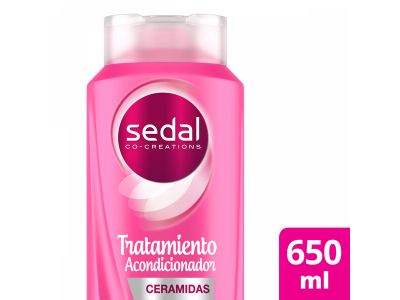 sedal
CO-CREATIONS
Tratamiento
Acondicionador
CERAMIDAS
650
ml